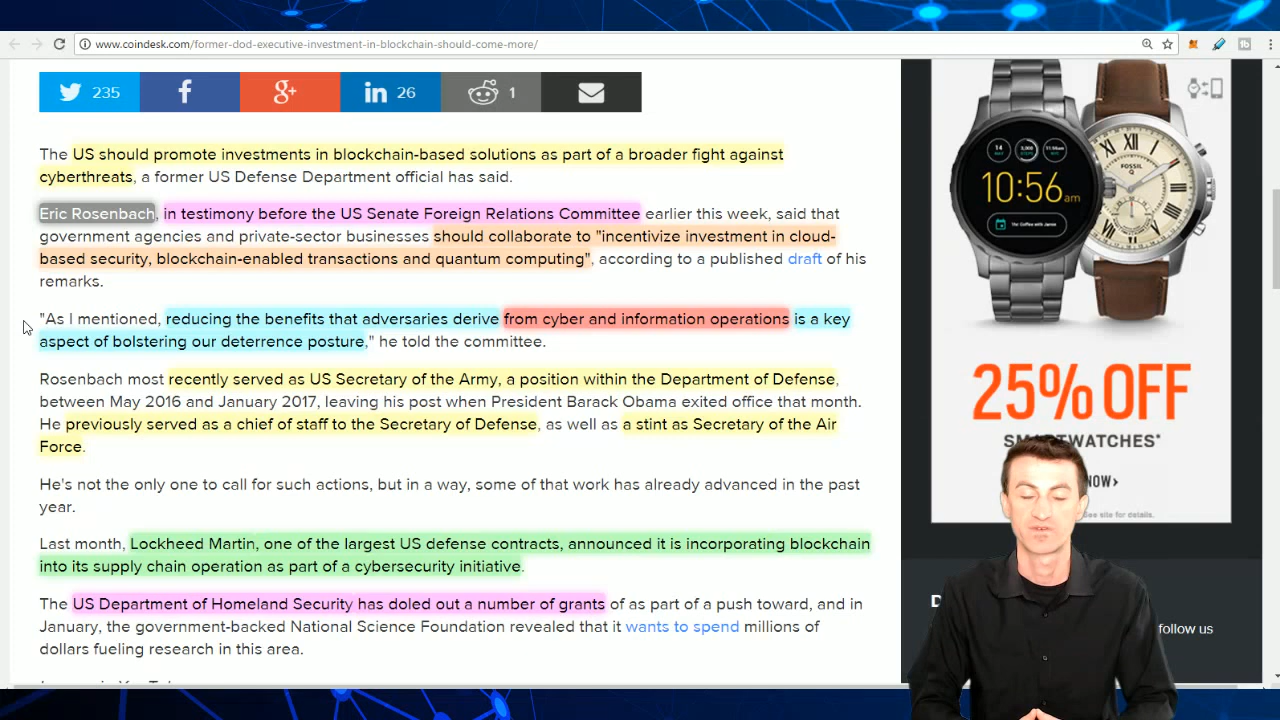 www.coindesk.com/former-dod-executive-investment-in-blockchain-should-come-more/
235
26
1
The US should promote investments in blockchain-based solutions as part of a broader fight against
cyberthreats, a former US Defense Department official has said.
Eric Rosenbach, in testimony before the US Senate Foreign Relations Committee earlier this week, said that
government agencies and private-sector businesses should collaborate to "incentivize investment in cloud-
based security, blockchain-enabled transactions and quantum computing", according to a published draft of his
remarks.
"As I mentioned, reducing the benefits that adversaries derive from cyber and information operations is a key
aspect of bolstering our deterrence posture," he told the committee.
Rosenbach most recently served as US Secretary of the Army, a position within the Department of Defense,
between May 2016 and January 2017, leaving his post when President Barack Obama exited office that month.
He previously served as a chief of staff to the Secretary of Defense, as well as a stint as Secretary of the Air
Force.
He's not the only one to call for such actions, but in a way, some of that work has already advanced in the past
year.
Last month, Lockheed Martin, one of the largest US defense contracts, announced it is incorporating blockchain
into its supply chain operation as part of a cybersecurity initiative.
The US Department of Homeland Security has doled out a number of grants of as part of a push toward, and in
January, the government-backed National Science Foundation revealed that it wants to spend millions of
dollars fueling research in this area.
10:56 am
FOSSIL
Q
25% OFF
See site for details.
follow us